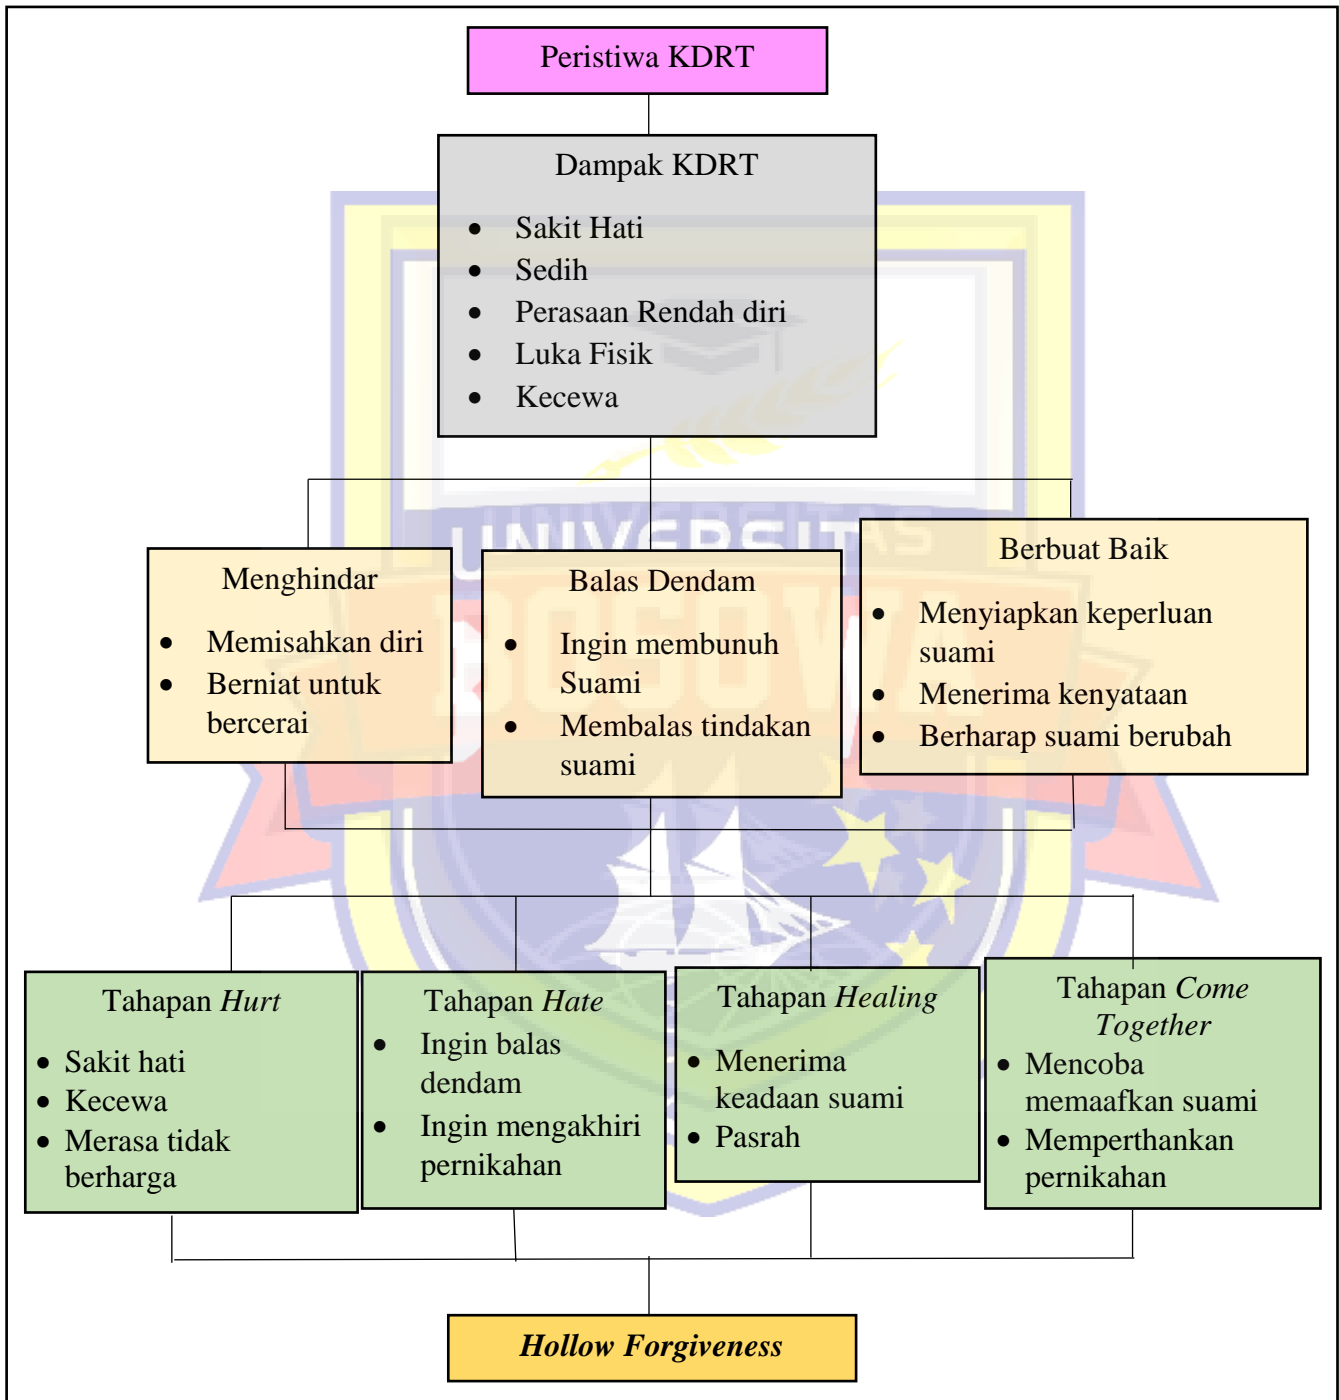 Peristiwa KDRT
Dampak KDRT
• Sakit Hati
• Sedih
• Perasaan Rendah diri
• Luka Fisik
• Kecewa
UNIVERSITAS
BOSOWA
Menghindar
• Memisahkan diri
• Berniat untuk
bercerai
Balas Dendam
• Ingin membunuh
Suami
• Membalas tindakan
suami
Berbuat Baik
• Menyiapkan keperluan
suami
• Menerima kenyataan
• Berharap suami berubah
Tahapan Hurt
• Sakit hati
• Kecewa
• Merasa tidak
berharga
Tahapan Hate
• Ingin balas
dendam
• Ingin mengakhiri
pernikahan
Tahapan Healing
• Menerima
keadaan suami
• Pasrah
Tahapan Come
Together
• Mencoba
memaafkan suami
• Memperthankan
pernikahan
Hollow Forgiveness